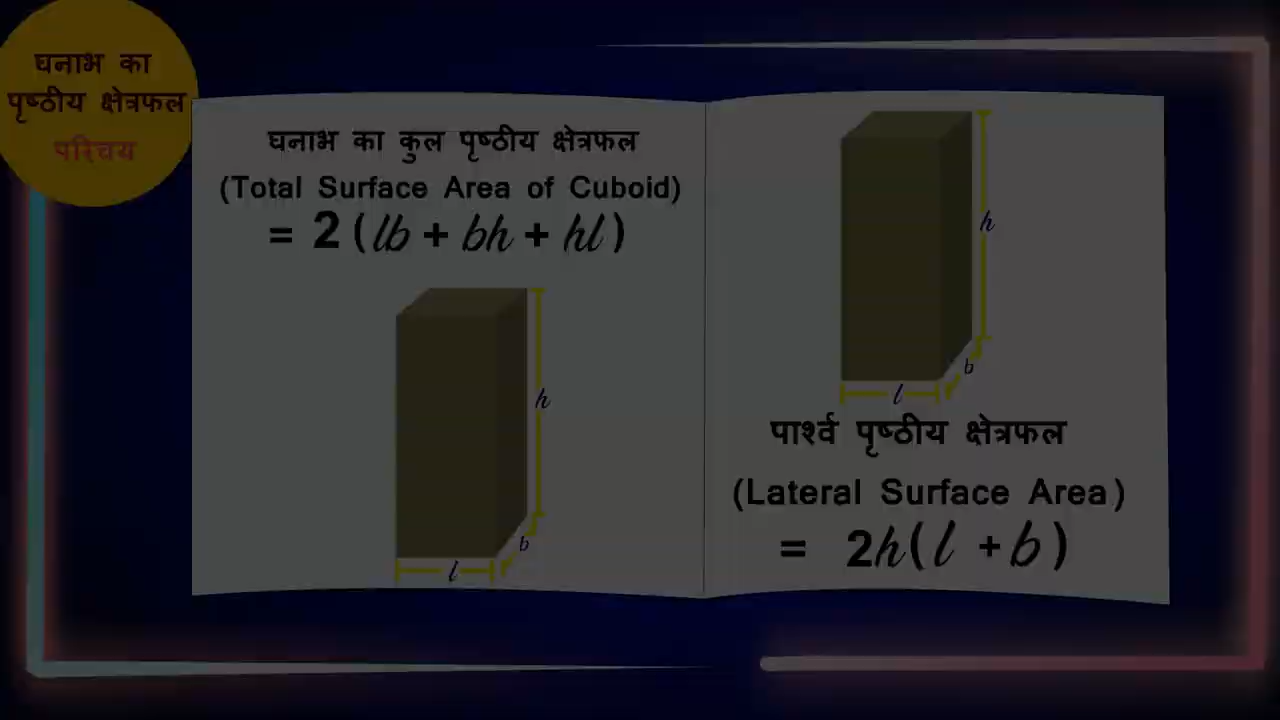 घनाभ का
पृष्ठीय क्षेत्रफल
परिचय
घनाभ का कुल पृष्ठीय क्षेत्रफल
(Total Surface Area of Cuboid)
= 2 (lb + bh + hl)
h
b
l
h
b
l
पार्श्व पृष्ठीय क्षेत्रफल
(Lateral Surface Area)
= 2h(l + b)